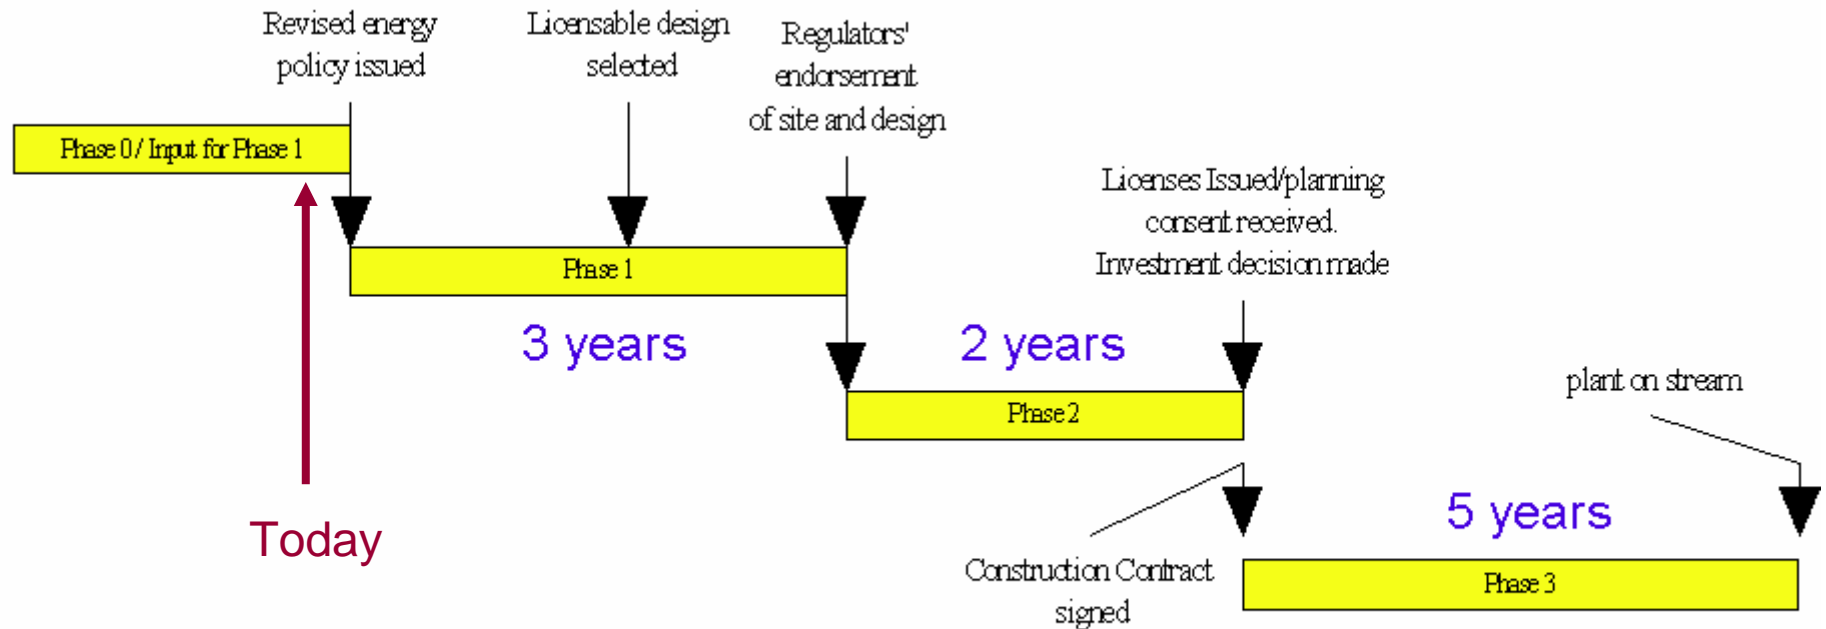 Revised energy
policy issued
Licensable design
selected
Regulators'
endorsement
of site and design
Phase 0 / Input for Phase 1
Licenses Issued/planning
consent received.
Investment decision made
Phase 1
3 years
2 years
plant on stream
Phase 2
Today
5 years
Construction Contract
signed
Phase 3